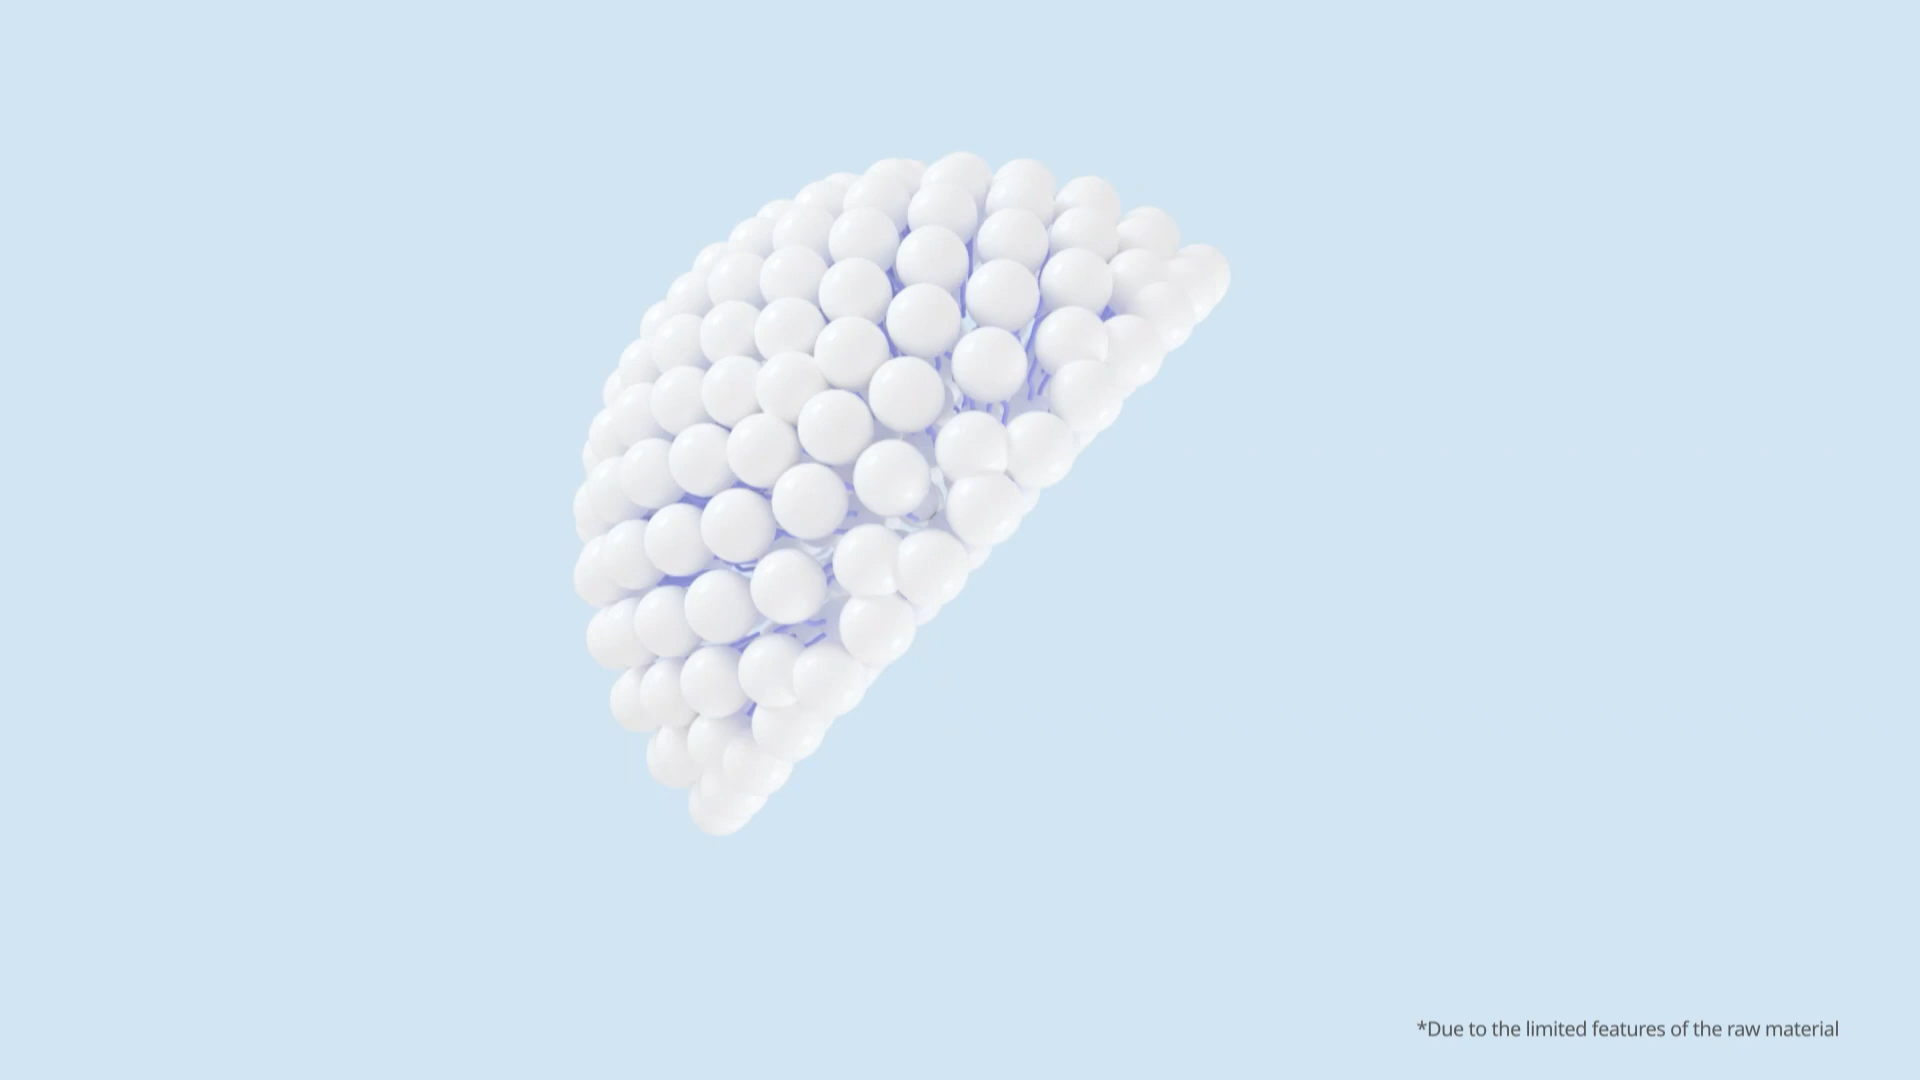 *Due to the limited features of the raw material